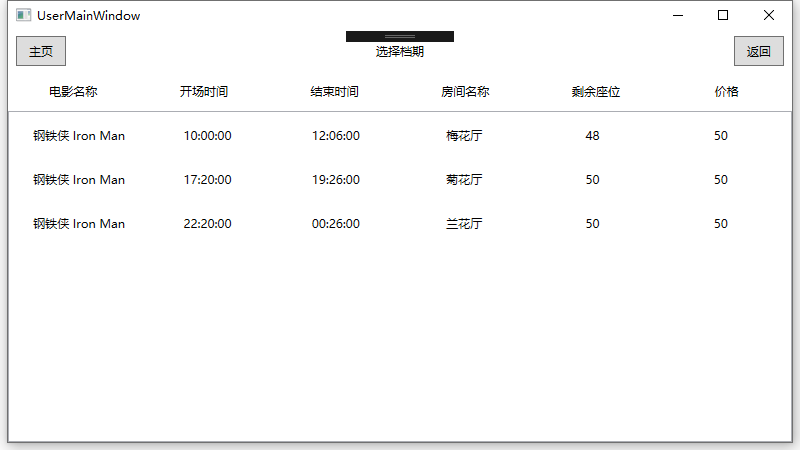 UserMainWindow
主页 选择档期 返回
电影名称 开场时间 结束时间 房间名称 剩余座位 价格
钢铁侠 Iron Man 10:00:00 12:06:00 梅花厅 48 50
钢铁侠 Iron Man 17:20:00 19:26:00 菊花厅 50 50
钢铁侠 Iron Man 22:20:00 00:26:00 兰花厅 50 50